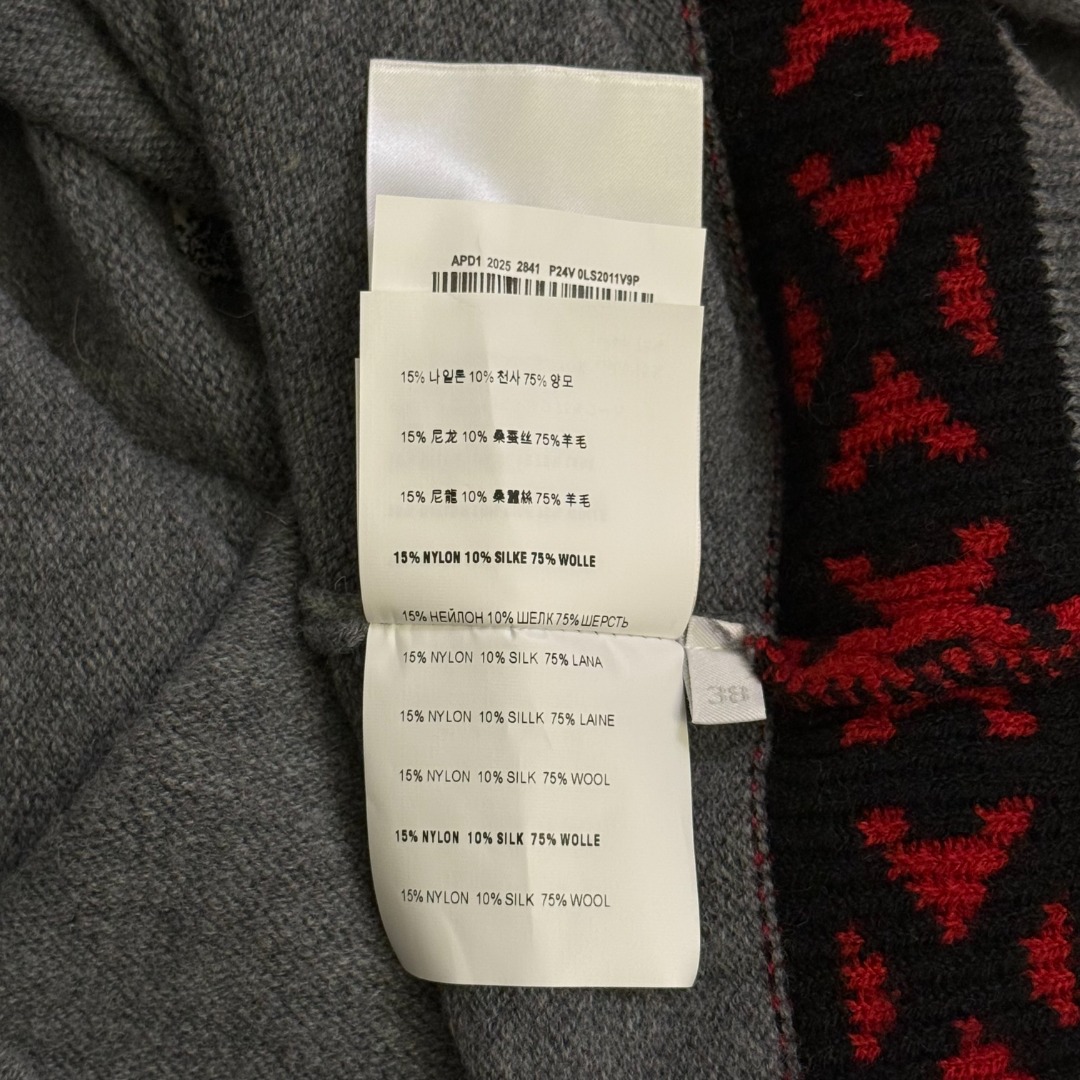 APD1 2025 2841 P24V 0LS2011V9P
15% 나일론 10% 천사 75% 양모
15% 尼龙 10% 桑蚕丝 75%羊毛
15% 尼龍 10% 桑蠶絲 75% 羊毛
15% NYLON 10% SILKE 75% WOLLE
15% НЕЙЛОН 10% ШЕЛК 75% ШЕРСТЬ
38
15% NYLON 10% SILK 75% LANA
15% NYLON 10% SILLK 75% LAINE
15% NYLON 10% SILK 75% WOOL
15% NYLON 10% SILK 75% WOLLE
15% NYLON 10% SILK 75% WOOL